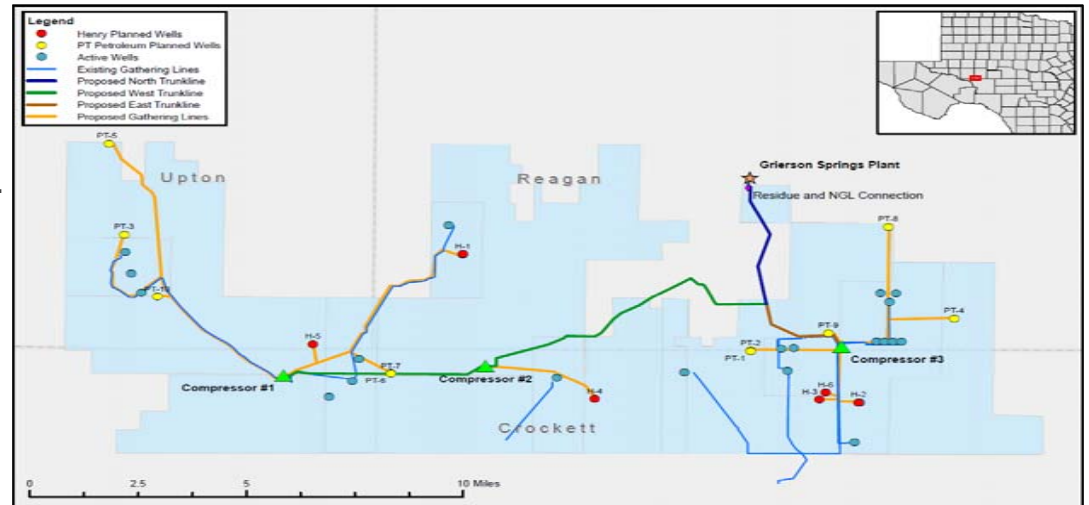 Legend
Henry Planned Wells
PT Petroleum Planned Wells
Active Wells
Existing Gathering Lines
Proposed North Trunkline
Proposed West Trunkline
Proposed East Trunkline
Proposed Gathering Lines
PT-5
Upton
Reagan
Grierson Springs Plant
Residue and NGL Connection
PT-3
PT-8
H-1
PT-10
PT-4
H-5
PT-9
PT-2
PT-1
Compressor #3
PT-7
PT-6
Compressor #1
Compressor #2
H-4
H-6
H-3
H-2
Crockett
0
2.5
5
10 Miles